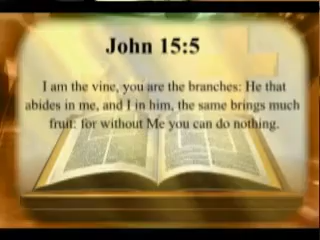 John 15:5
I am the vine, you are the branches: He that
abides in me, and I in him, the same brings much
fruit: for without Me you can do nothing.